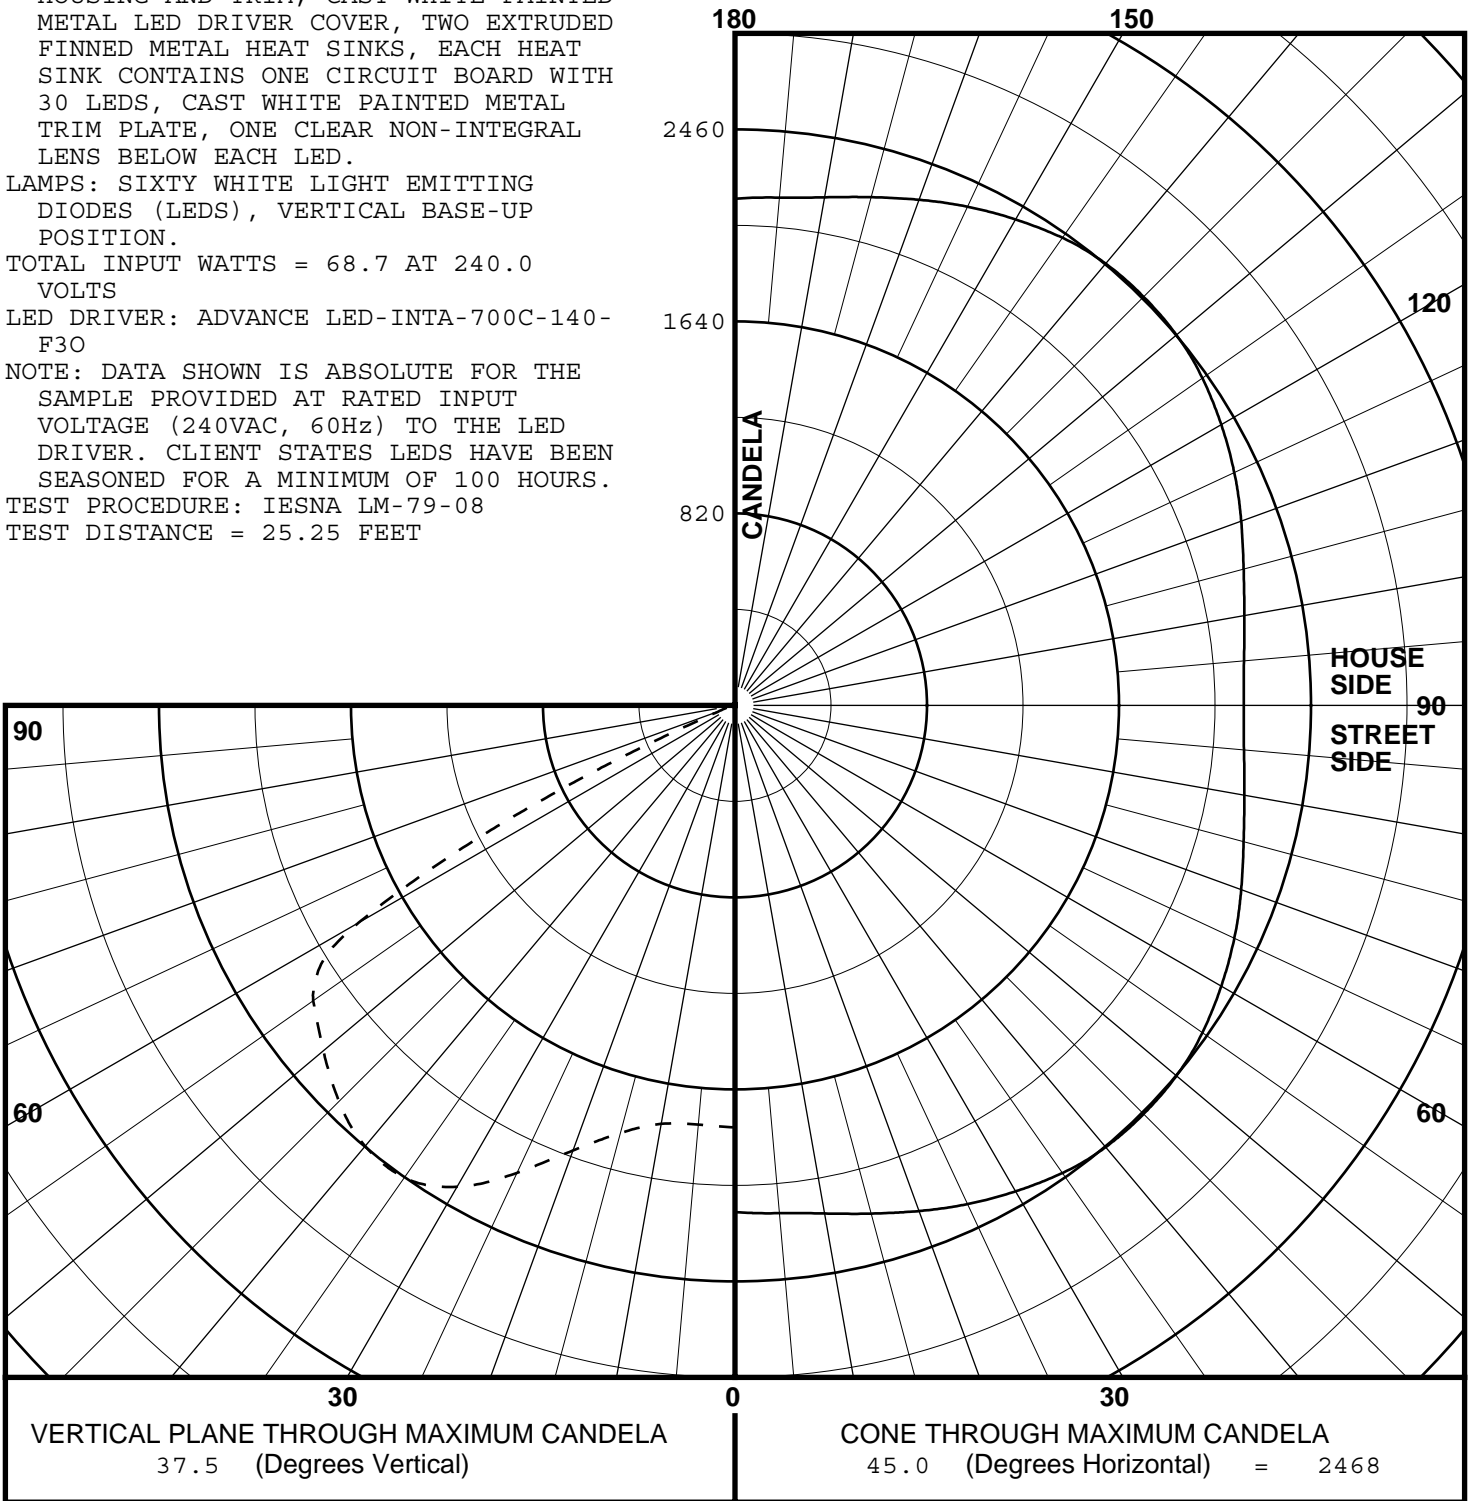 HOUSING AND TRIM, CAST WHITE PAINTED
METAL LED DRIVER COVER, TWO EXTRUDED
FINNED METAL HEAT SINKS, EACH HEAT
SINK CONTAINS ONE CIRCUIT BOARD WITH
30 LEDS, CAST WHITE PAINTED METAL
TRIM PLATE, ONE CLEAR NON-INTEGRAL
LENS BELOW EACH LED.
LAMPS: SIXTY WHITE LIGHT EMITTING
DIODES (LEDS), VERTICAL BASE-UP
POSITION.
TOTAL INPUT WATTS = 68.7 AT 240.0
VOLTS
LED DRIVER: ADVANCE LED-INTA-700C-140-
F3O
NOTE: DATA SHOWN IS ABSOLUTE FOR THE
SAMPLE PROVIDED AT RATED INPUT
VOLTAGE (240VAC, 60Hz) TO THE LED
DRIVER. CLIENT STATES LEDS HAVE BEEN
SEASONED FOR A MINIMUM OF 100 HOURS.
TEST PROCEDURE: IESNA LM-79-08
TEST DISTANCE = 25.25 FEET
180
150
2460
120
1640
CANDELA
820
HOUSE
SIDE
90
90
STREET
SIDE
60
60
30
0
30
VERTICAL PLANE THROUGH MAXIMUM CANDELA
37.5 (Degrees Vertical)
CONE THROUGH MAXIMUM CANDELA
45.0 (Degrees Horizontal) = 2468